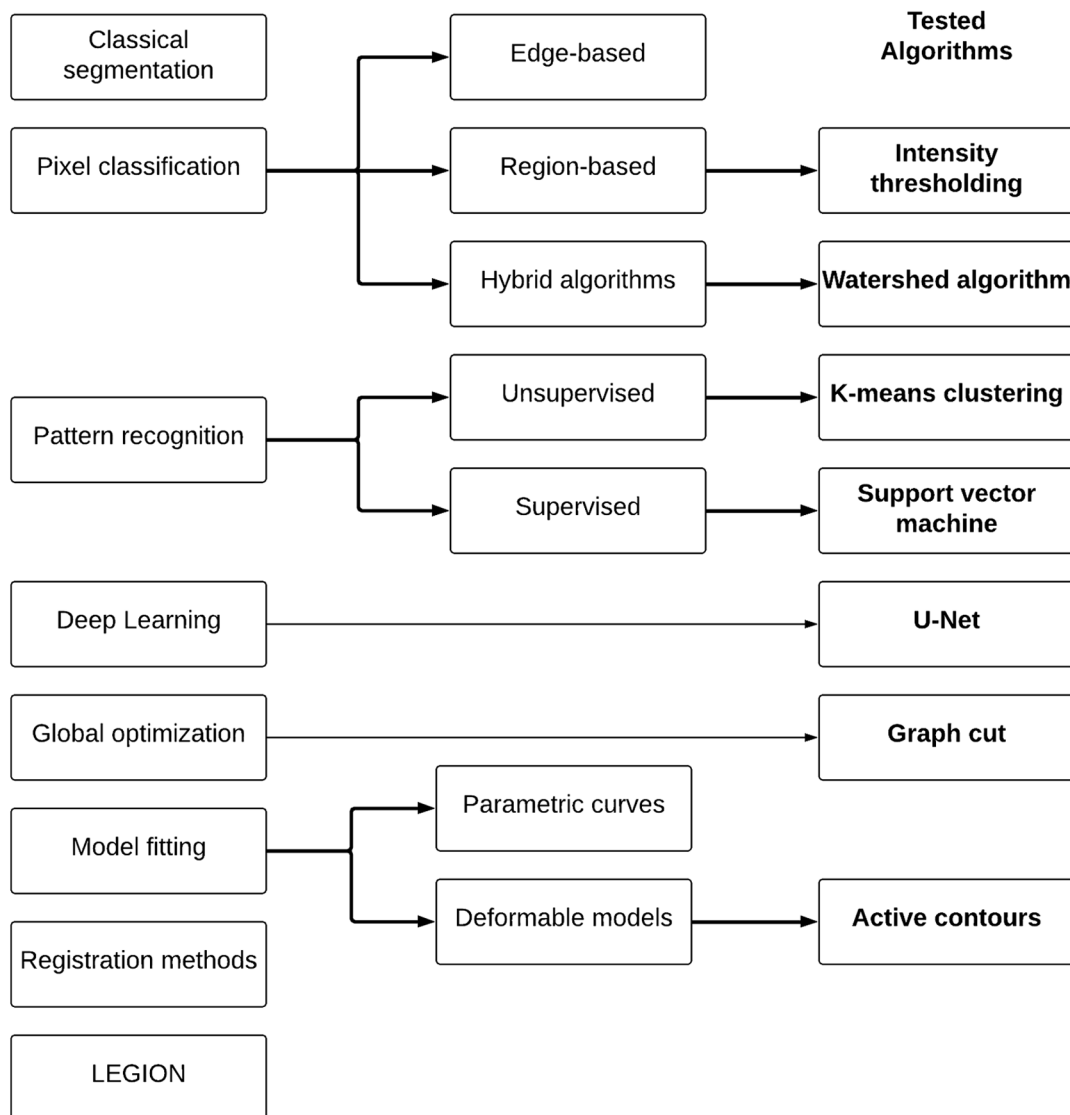 Classical
segmentation
Edge-based
Tested
Algorithms
Pixel classification
Region-based
Intensity
thresholding
Hybrid algorithms
Watershed algorithm
Pattern recognition
Unsupervised
K-means clustering
Supervised
Support vector
machine
Deep Learning
U-Net
Global optimization
Graph cut
Model fitting
Parametric curves
Deformable models
Active contours
Registration methods
LEGION